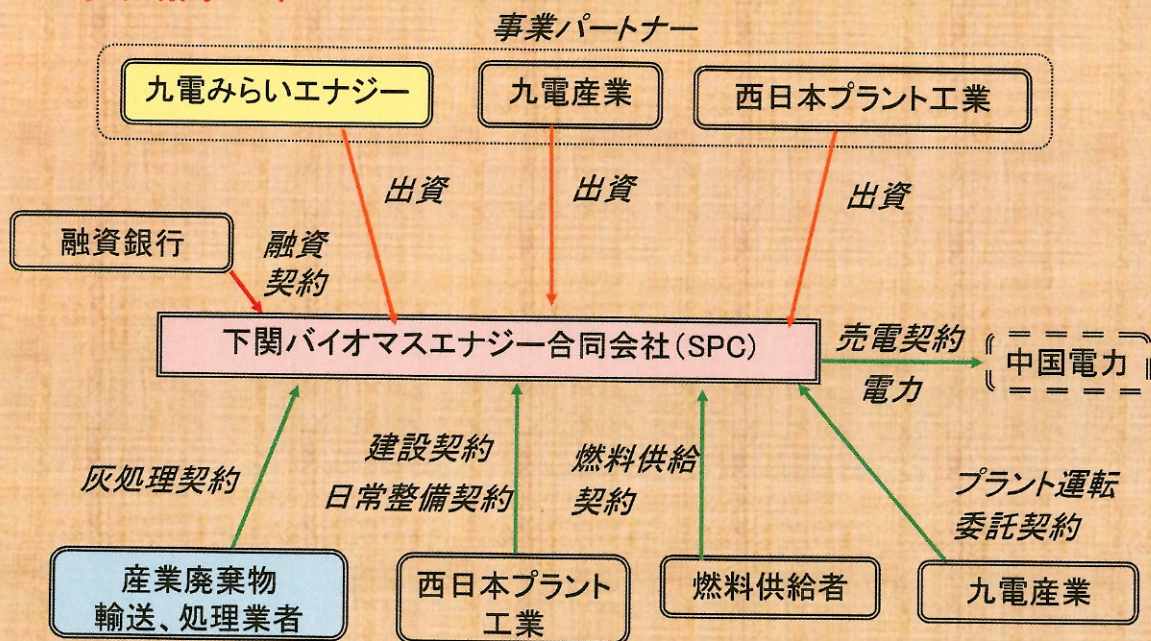 事業パートナー
九電みらいエナジー
九電産業
西日本プラント工業
出資
出資
出資
融資銀行
融資
契約
下関バイオマスエナジー合同会社(SPC)
売電契約
電力
中国電力
灰処理契約
建設契約
日常整備契約
燃料供給
契約
プラント運転
委託契約
産業廃棄物
輸送、処理業者
西日本プラント
工業
燃料供給者
九電産業